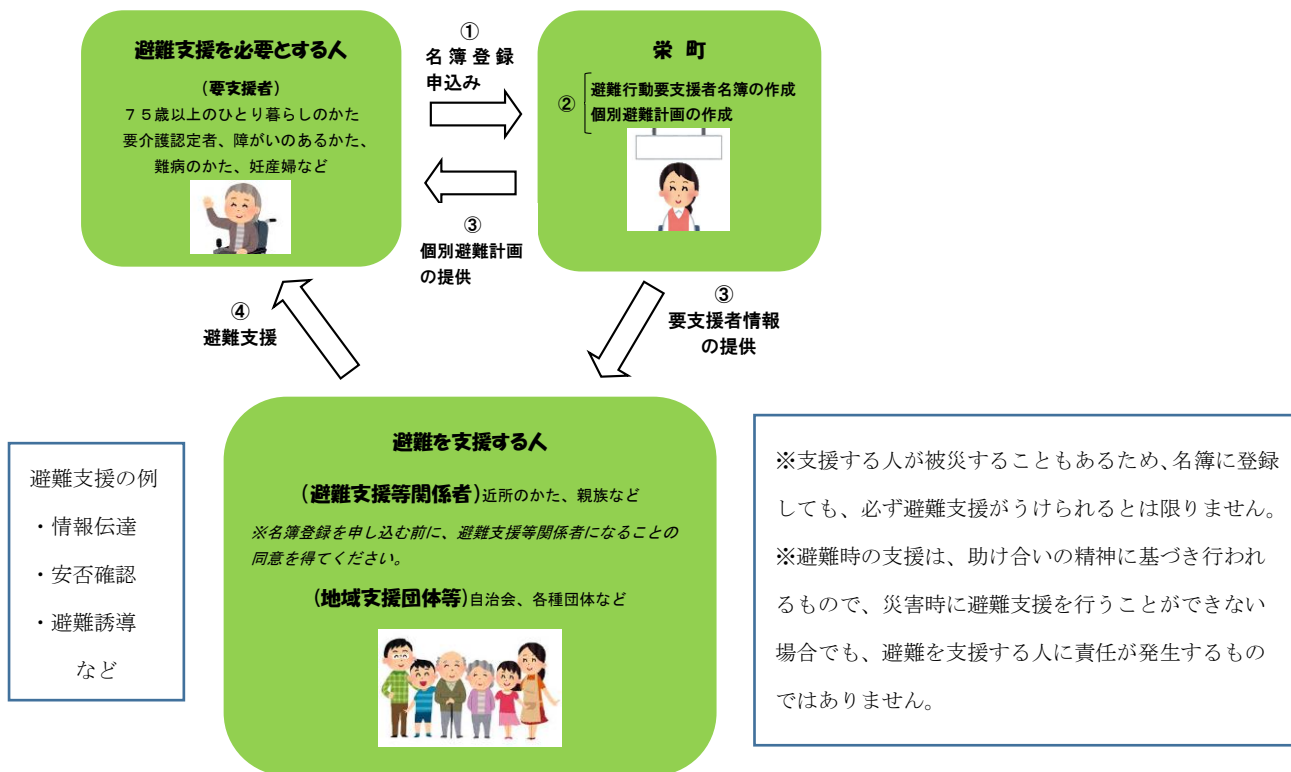 避難支援を必要とする人
（要支援者）
７５歳以上のひとり暮らしのかた
要介護認定者、障がいのあるかた、
難病のかた、妊産婦など
①
名簿登録
申込み
栄 町
②
避難行動要支援者名簿の作成
個別避難計画の作成
③
個別避難計画
の提供
④
避難支援
③
要支援者情報
の提供
避難を支援する人
（避難支援等関係者）近所のかた、親族など
※名簿登録を申し込む前に、避難支援等関係者になることの
同意を得てください。
（地域支援団体等）自治会、各種団体など
避難支援の例
・情報伝達
・安否確認
・避難誘導
など
※支援する人が被災することもあるため、名簿に登録
しても、必ず避難支援がうけられるとは限りません。
※避難時の支援は、助け合いの精神に基づき行われ
るもので、災害時に避難支援を行うことができない
場合でも、避難を支援する人に責任が発生するもの
ではありません。